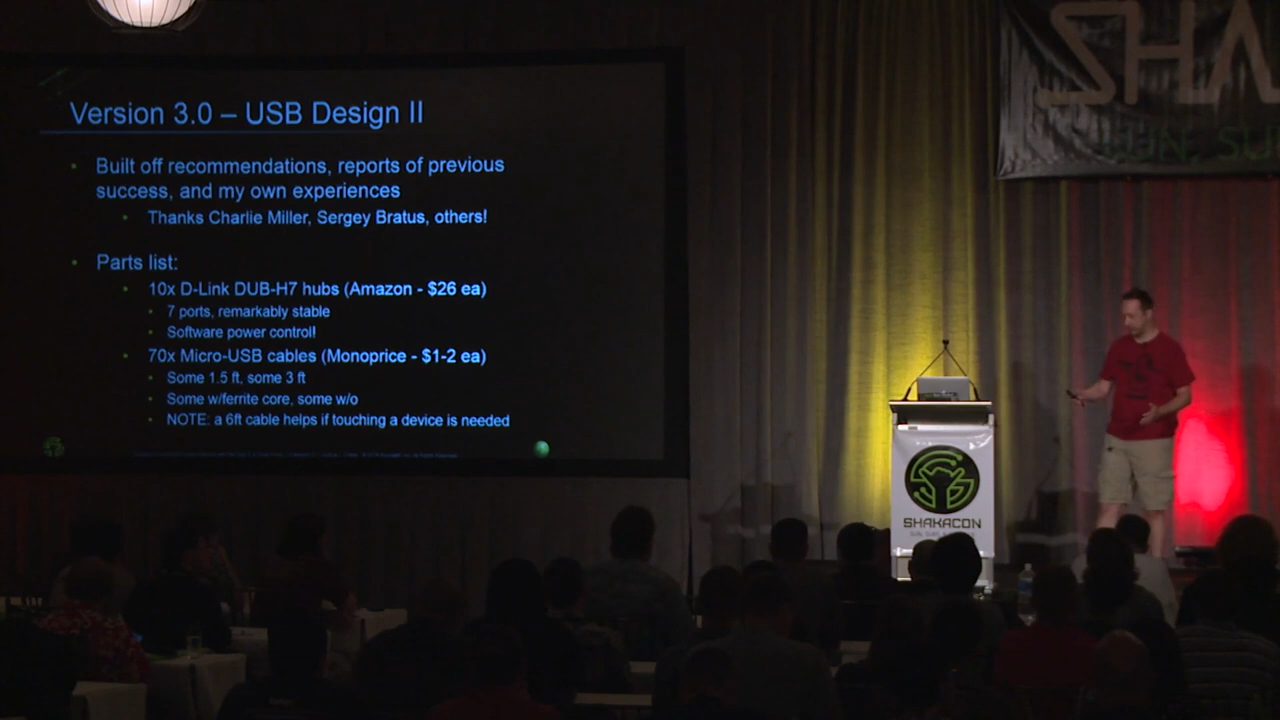 Version 3.0 – USB Design II
Built off recommendations, reports of previous
success, and my own experiences
Thanks Charlie Miller, Sergey Bratus, others!
Parts list:
10x D-Link DUB-H7 hubs (Amazon - $26 ea)
7 ports, remarkably stable
Software power control!
70x Micro-USB cables (Monoprice - $1-2 ea)
Some 1.5 ft, some 3 ft
Some w/ferrite core, some w/o
NOTE: a 6ft cable helps if touching a device is needed
SHA
SUN, SU
SHAKACON